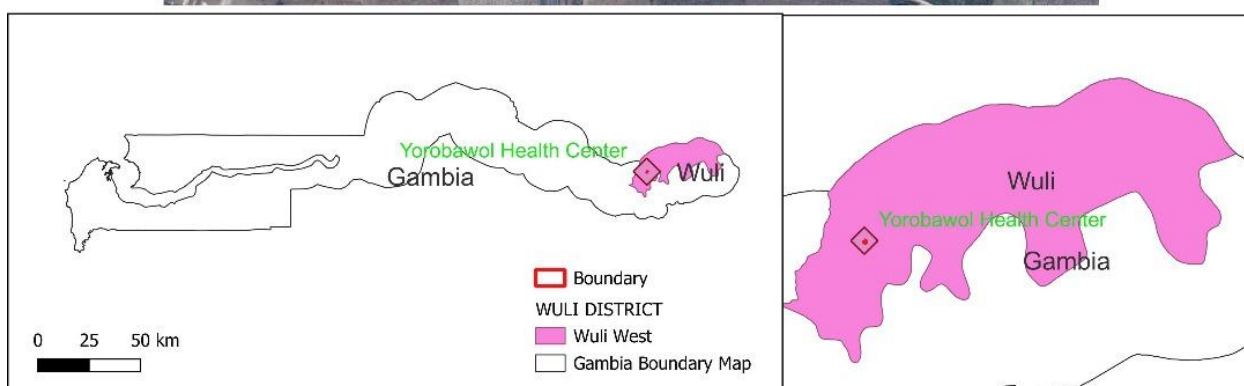 Yorobawol Health Center
Gambia
Wuli
Boundary
WULI DISTRICT
Wuli West
Gambia Boundary Map
0 25 50 km
Wuli
Yorobawol Health Center
Gambia